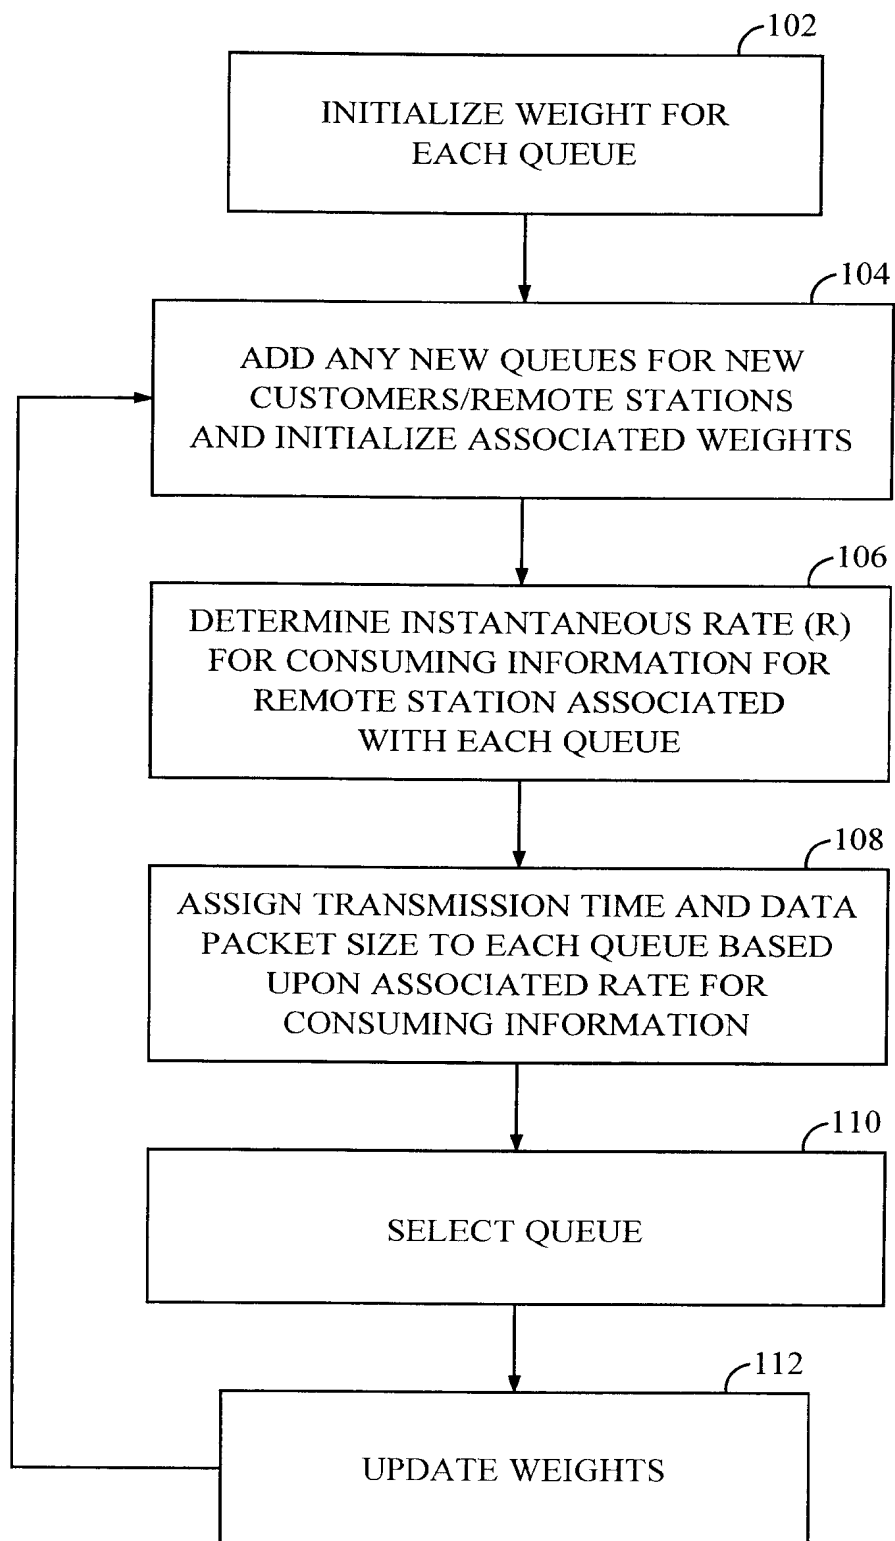 102
INITIALIZE WEIGHT FOR
EACH QUEUE
104
ADD ANY NEW QUEUES FOR NEW
CUSTOMERS/REMOTE STATIONS
AND INITIALIZE ASSOCIATED WEIGHTS
106
DETERMINE INSTANTANEOUS RATE (R)
FOR CONSUMING INFORMATION FOR
REMOTE STATION ASSOCIATED
WITH EACH QUEUE
108
ASSIGN TRANSMISSION TIME AND DATA
PACKET SIZE TO EACH QUEUE BASED
UPON ASSOCIATED RATE FOR
CONSUMING INFORMATION
110
SELECT QUEUE
112
UPDATE WEIGHTS